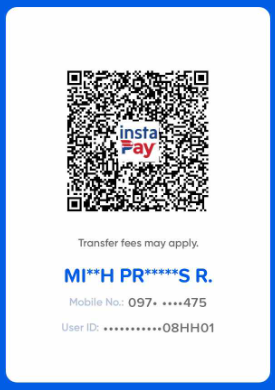 insta
Pay
Transfer fees may apply.
MI**H PR*****S R.
Mobile No.: 097• ••••475
User ID: •••••••••••08HH01